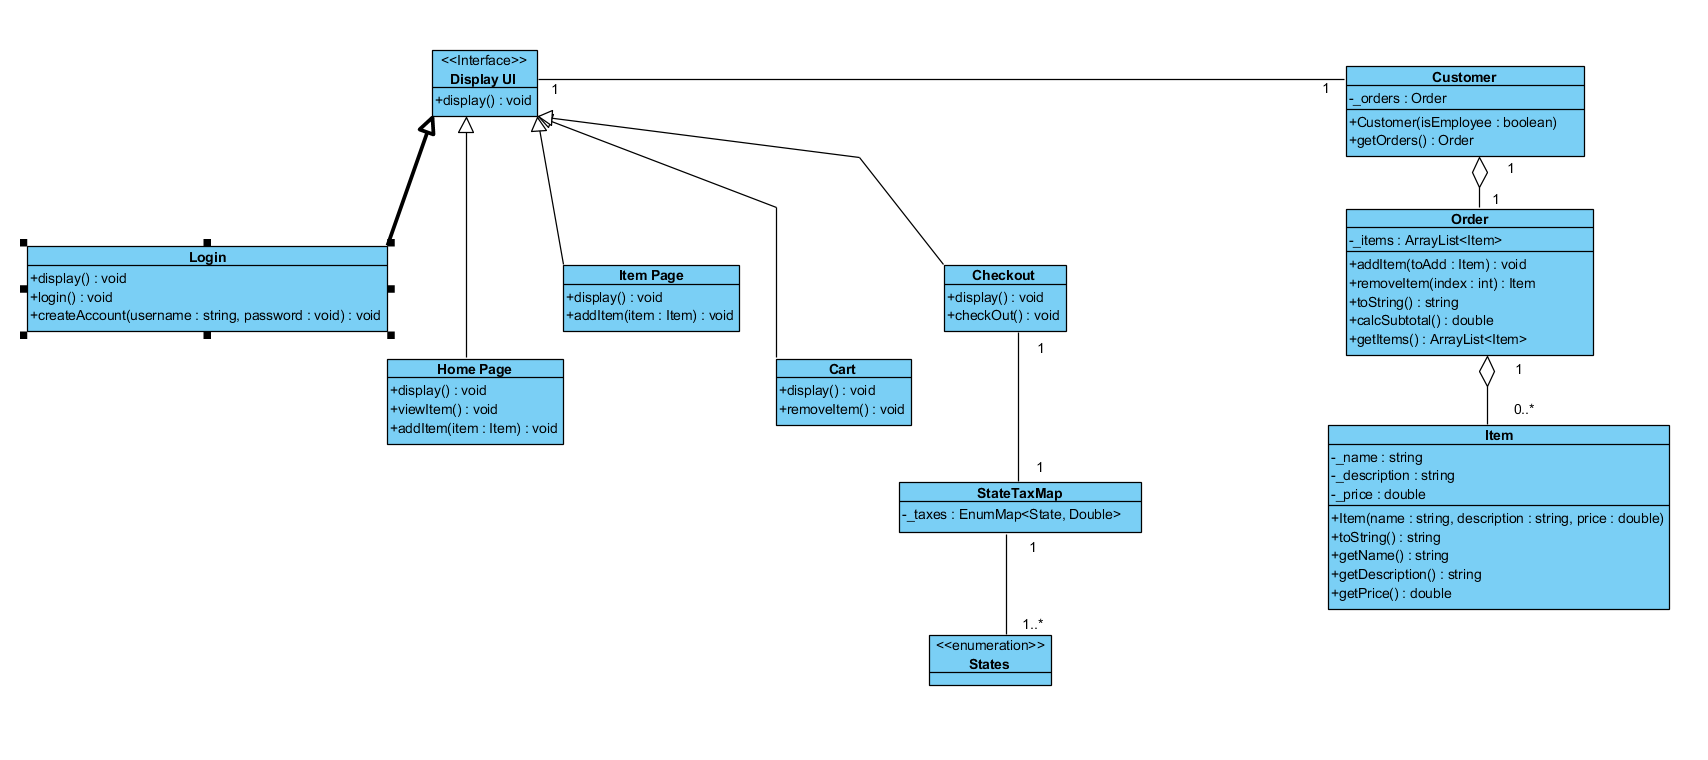 <<Interface>>
Display UI
+display() : void
1
1
Customer
-_orders : Order
+Customer(isEmployee : boolean)
+getOrders() : Order
1
1
Order
-_items : ArrayList<Item>
+addItem(toAdd : Item) : void
+removeItem(index : int) : Item
+toString() : string
+calcSubtotal() : double
+getItems() : ArrayList<Item>
1
0..*
Item
-_name : string
-_description : string
-_price : double
+Item(name : string, description : string, price : double)
+toString() : string
+getName() : string
+getDescription() : string
+getPrice() : double
Login
+display() : void
+login() : void
+createAccount(username : string, password : void) : void
Home Page
+display() : void
+viewItem() : void
+addItem(item : Item) : void
Item Page
+display() : void
+addItem(item : Item) : void
Cart
+display() : void
+removeItem() : void
Checkout
+display() : void
+checkOut() : void
1
1
StateTaxMap
-_taxes : EnumMap<State, Double>
1
1..*
<<enumeration>>
States